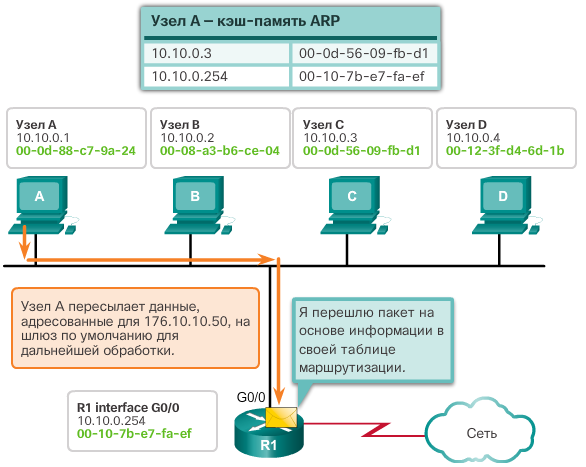 Узел A – кэш-память ARP
10.10.0.3 00-0d-56-09-fb-d1
10.10.0.254 00-10-7b-e7-fa-ef
Узел A
10.10.0.1
00-0d-88-c7-9a-24
Узел B
10.10.0.2
00-08-a3-b6-ce-04
Узел C
10.10.0.3
00-0d-56-09-fb-d1
Узел D
10.10.0.4
00-12-3f-d4-6d-1b
A
B
C
D
Узел A пересылает данные,
адресованные для 176.10.10.50, на
шлюз по умолчанию для
дальнейшей обработки.
Я перешлю пакет на
основе информации в
своей таблице
маршрутизации.
R1 interface G0/0
10.10.0.254
00-10-7b-e7-fa-ef
G0/0
R1
Сеть